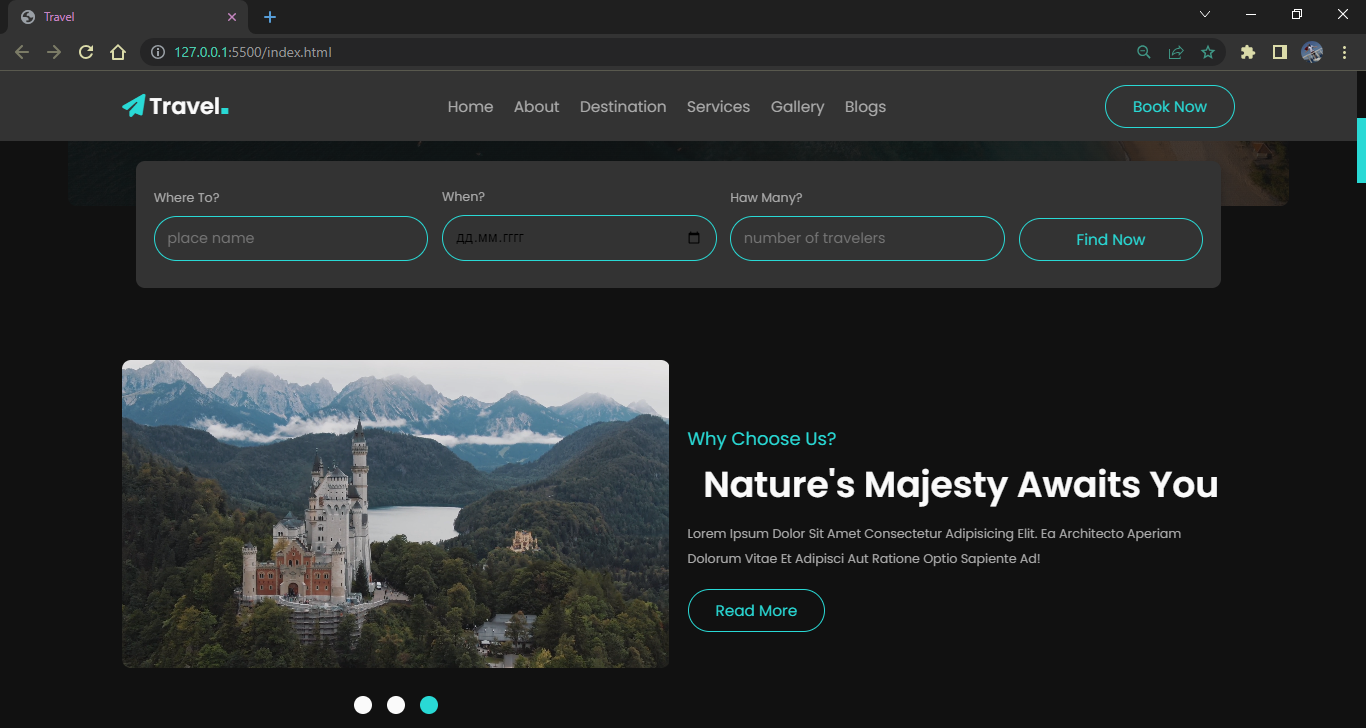 Travel
127.0.0.1:5500/index.html
Travel.
Home About Destination Services Gallery Blogs
Book Now
Where To? When? Haw Many?
place name ДД.ММ.ГГГГ number of travelers Find Now
Why Choose Us?
Nature's Majesty Awaits You
Lorem Ipsum Dolor Sit Amet Consectetur Adipisicing Elit. Ea Architecto Aperiam
Dolorum Vitae Et Adipisci Aut Ratione Optio Sapiente Ad!
Read More